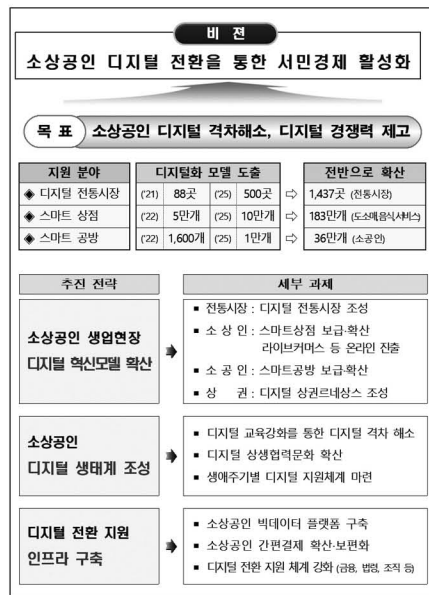 비 젼
소상공인 디지털 전환을 통한 서민경제 활성화
목 표 소상공인 디지털 격차해소, 디지털 경쟁력 제고
지원 분야 디지털화 모델 도출 전반으로 확산
◈ 디지털 전통시장 ('21) 88곳 ('25) 500곳 ⇨ 1,437곳 (전통시장)
◈ 스마트 상점 ('22) 5만개 ('25) 10만개 ⇨ 183만개 (도소매음식,서비스)
◈ 스마트 공방 ('22) 1,600개 ('25) 1만개 ⇨ 36만개 (소공인)
추진 전략 세부 과제
소상공인 생업현장
디지털 혁신모델 확산
▪ 전통시장 : 디지털 전통시장 조성
▪ 소 상 인 : 스마트상점 보급·확산
라이브커머스 등 온라인 진출
▪ 소 공 인 : 스마트공방 보급·확산
▪ 상 권 : 디지털 상권르네상스 조성
소상공인
디지털 생태계 조성
▪ 디지털 교육강화를 통한 디지털 격차 해소
▪ 디지털 상생협력문화 확산
▪ 생애주기별 디지털 지원체계 마련
디지털 전환 지원
인프라 구축
▪ 소상공인 빅데이터 플랫폼 구축
▪ 소상공인 간편결제 확산·보편화
▪ 디지털 전환 지원 체계 강화 (금융, 법령, 조직 등)